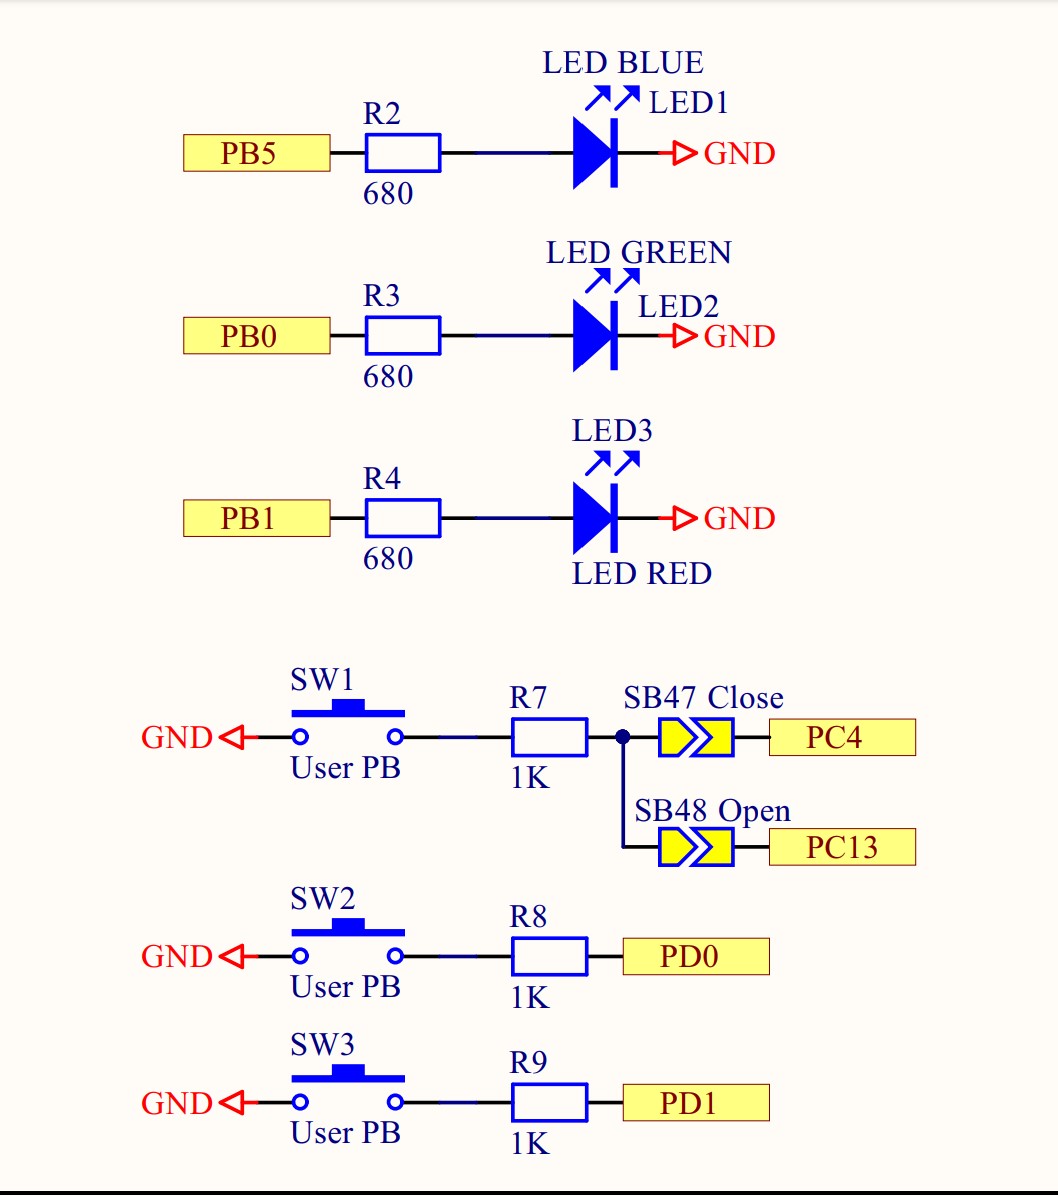 LED BLUE
LED1
R2
PB5
GND
680
LED GREEN
R3
LED2
PB0
GND
680
LED3
R4
PB1
GND
680
LED RED
SW1
R7
SB47 Close
GND
PC4
User PB
1K
SB48 Open
PC13
SW2
R8
GND
PD0
User PB
1K
SW3
R9
GND
PD1
User PB
1K